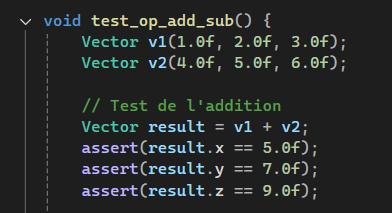 void test_op_add_sub() {
    Vector v1(1.0f, 2.0f, 3.0f);
    Vector v2(4.0f, 5.0f, 6.0f);

    // Test de l'addition
    Vector result = v1 + v2;
    assert(result.x == 5.0f);
    assert(result.y == 7.0f);
    assert(result.z == 9.0f);